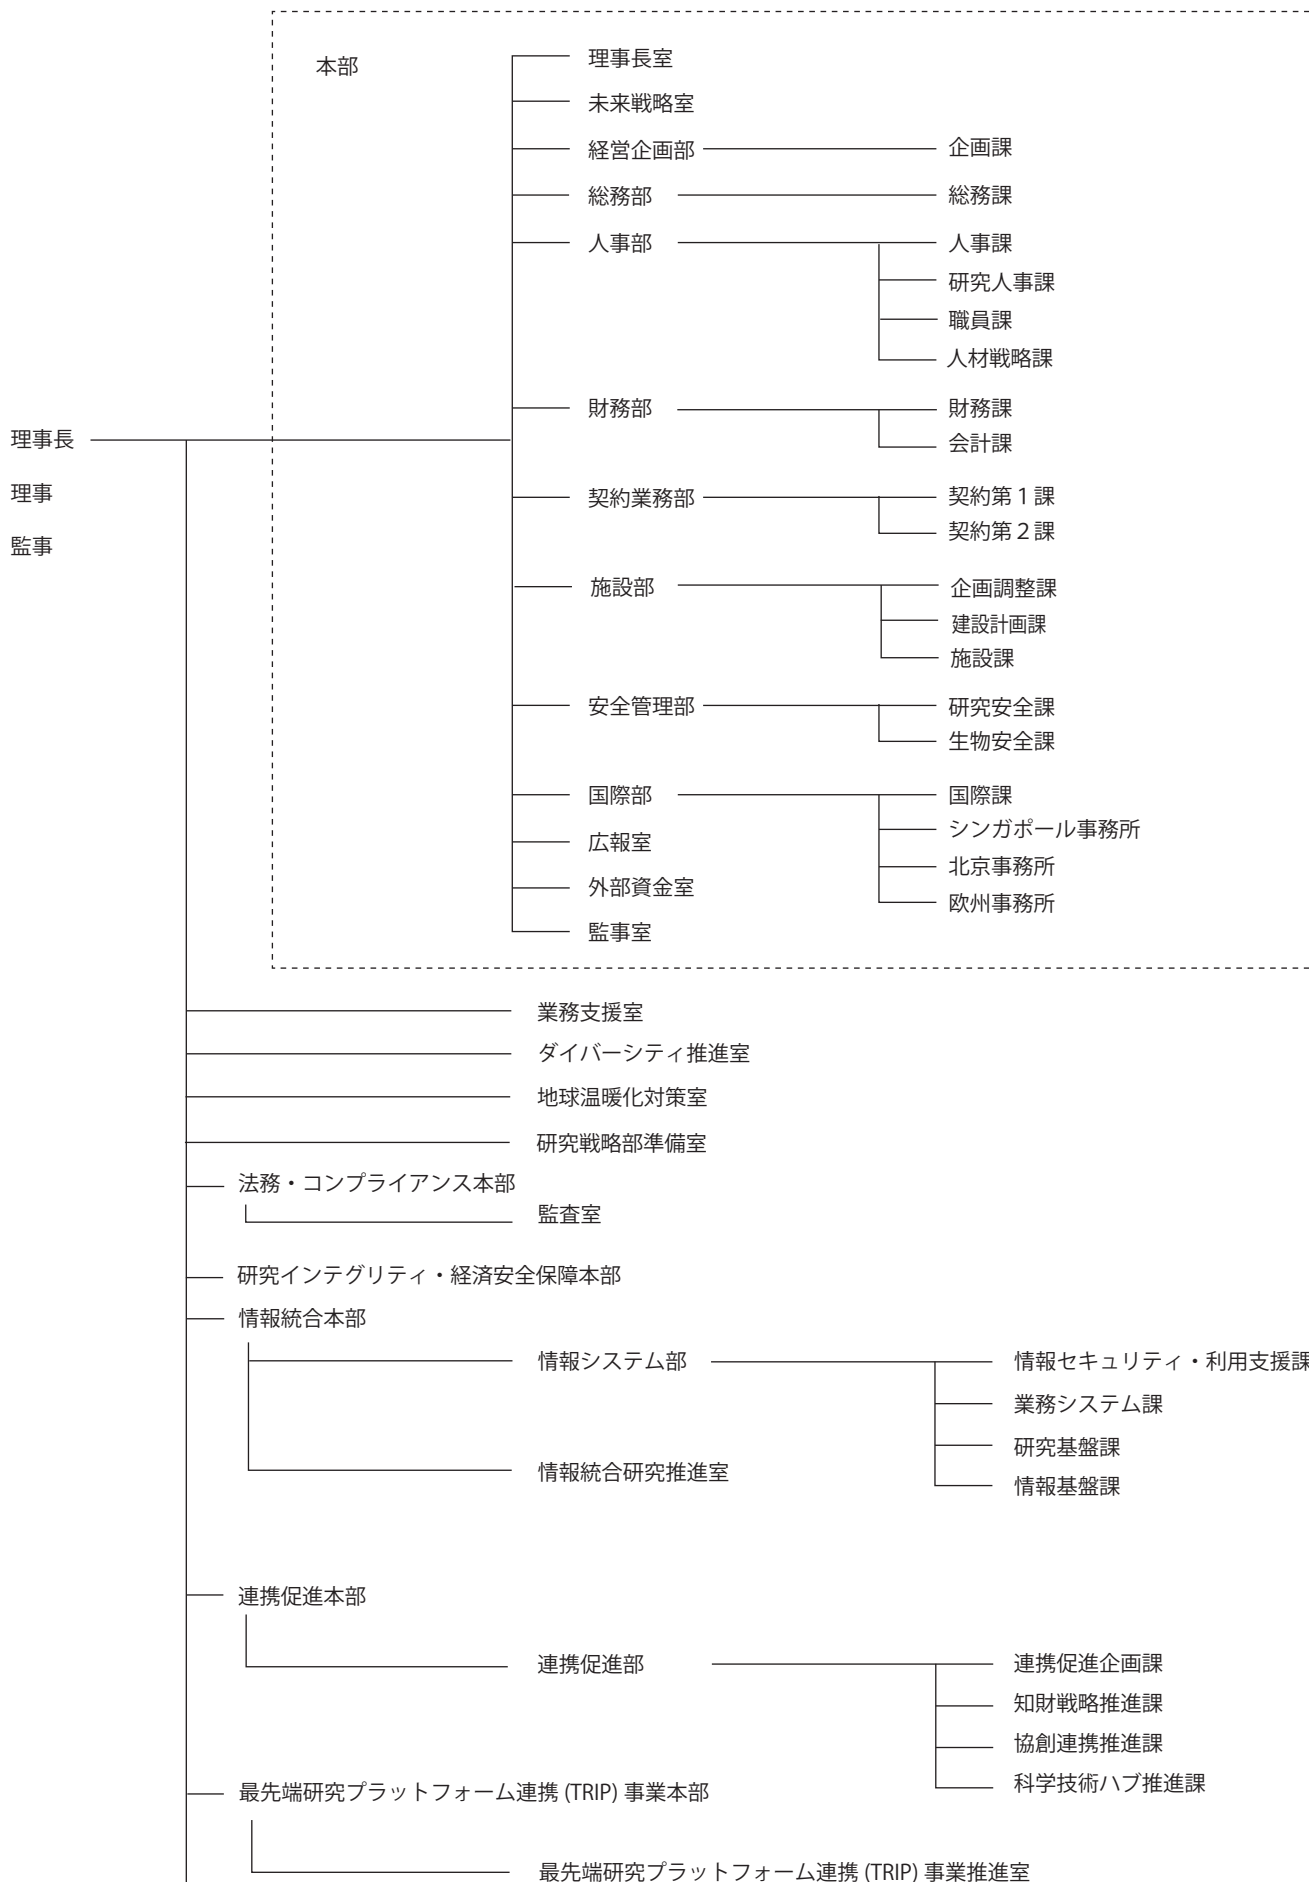 本部
理事長室
未来戦略室
経営企画部
企画課
総務部
総務課
人事部
人事課
研究人事課
職員課
人材戦略課
財務部
財務課
会計課
理事長
理事
監事
契約業務部
契約第１課
契約第２課
施設部
企画調整課
建設計画課
施設課
安全管理部
研究安全課
生物安全課
国際部
国際課
シンガポール事務所
北京事務所
欧州事務所
広報室
外部資金室
監事室
業務支援室
ダイバーシティ推進室
地球温暖化対策室
研究戦略部準備室
法務・コンプライアンス本部
監査室
研究インテグリティ・経済安全保障本部
情報統合本部
情報システム部
情報セキュリティ・利用支援課
業務システム課
研究基盤課
情報基盤課
情報統合研究推進室
連携促進本部
連携促進部
連携促進企画課
知財戦略推進課
協創連携推進課
科学技術ハブ推進課
最先端研究プラットフォーム連携 (TRIP) 事業本部
最先端研究プラットフォーム連携 (TRIP) 事業推進室